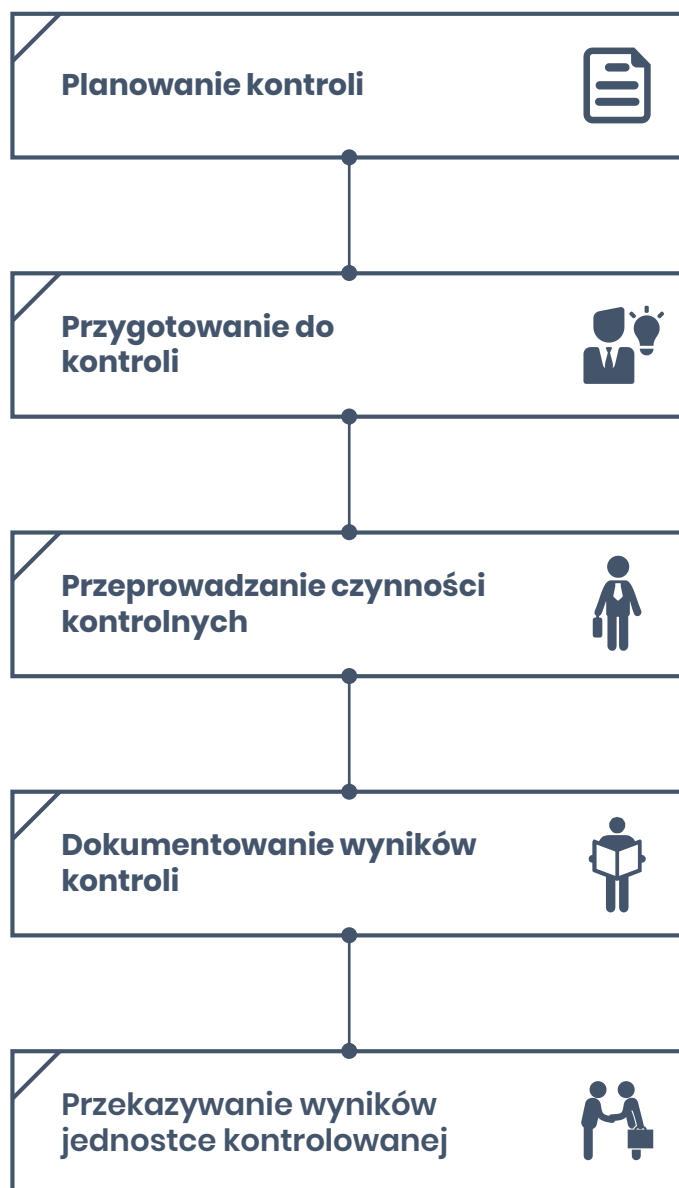 Planowanie kontroli
Przygotowanie do
kontroli
Przeprowadzanie czynności
kontrolnych
Dokumentowanie wyników
kontroli
Przekazywanie wyników
jednostce kontrolowanej